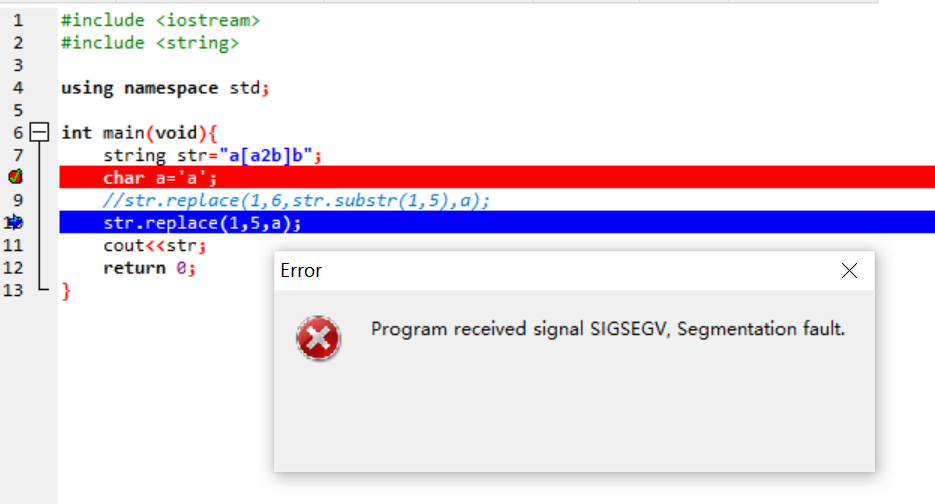 1 #include <iostream>
2 #include <string>
3
4 using namespace std;
5
6 int main(void){
7 string str="a[a2b]b";
char a='a';
9 //str.replace(1,6,str.substr(1,5),a);
10 str.replace(1,5,a);
11 cout<<str;
12 return 0;
13 }
Error
Program received signal SIGSEGV, Segmentation fault.